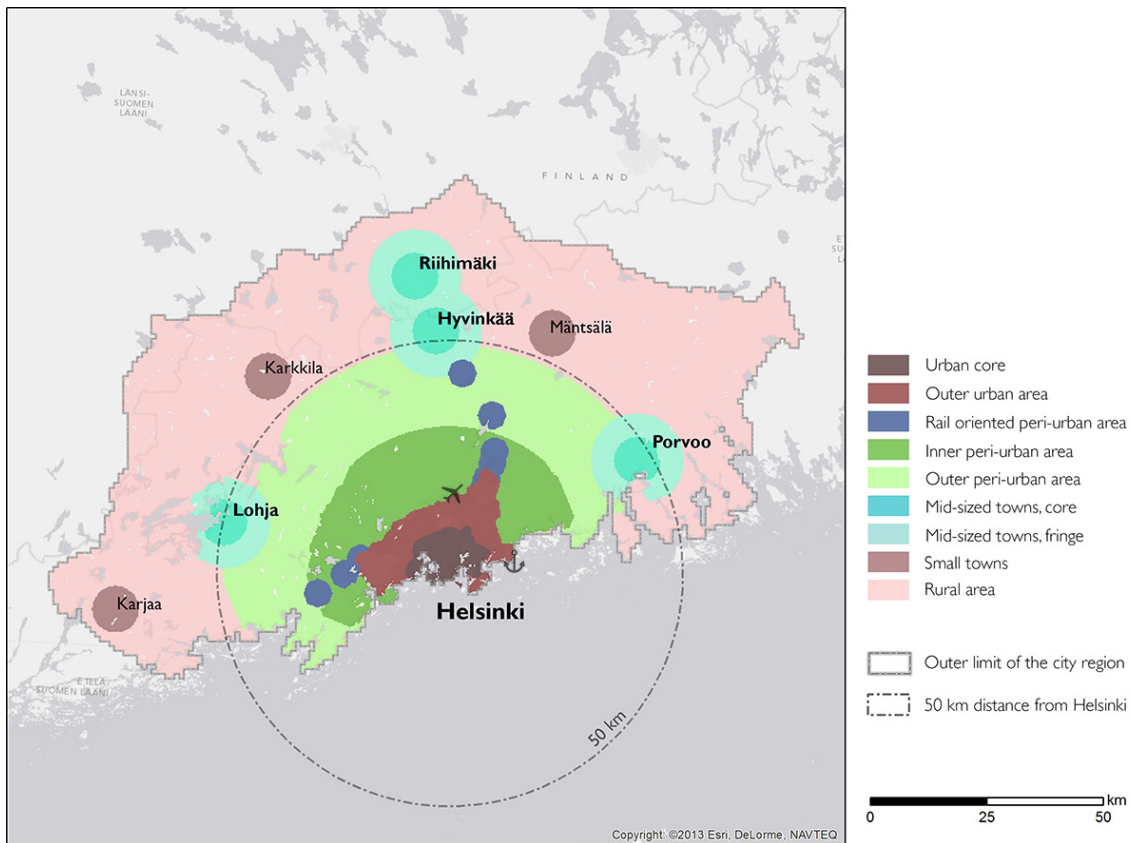 LÄNSI-
SUOMEN
LÄÄNI
FINLAND
Riihimäki
Hyvinkää
Mäntsälä
Karkkila
Porvoo
Lohja
Karjaa
Helsinki
ETELÄ-
SUOMEN LÄÄNI
50 km
Copyright: ©2013 Esri, DeLorme, NAVTEQ
Urban core
Outer urban area
Rail oriented peri-urban area
Inner peri-urban area
Outer peri-urban area
Mid-sized towns, core
Mid-sized towns, fringe
Small towns
Rural area
Outer limit of the city region
50 km distance from Helsinki
km
0 25 50